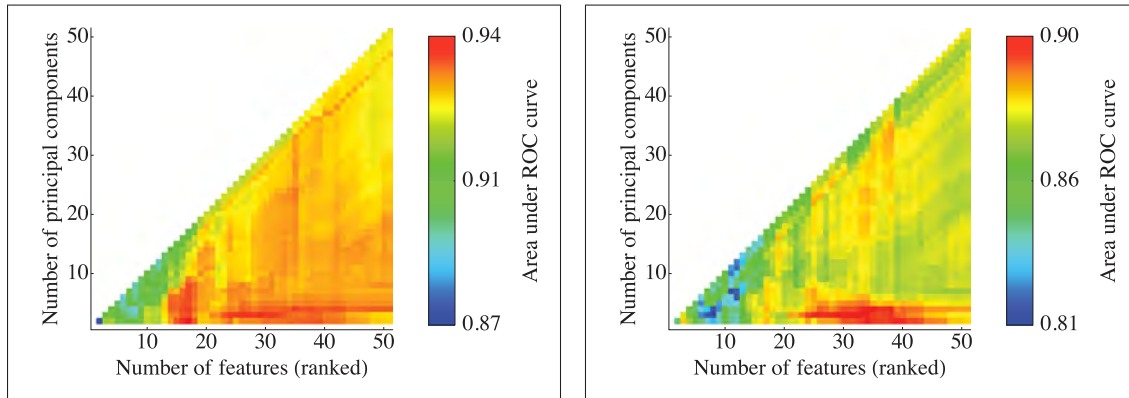 50
40
30
20
10
Number of principal components
10 20 30 40 50
Number of features (ranked)
0.94
0.91
0.87
Area under ROC curve
50
40
30
20
10
Number of principal components
10 20 30 40 50
Number of features (ranked)
0.90
0.86
0.81
Area under ROC curve